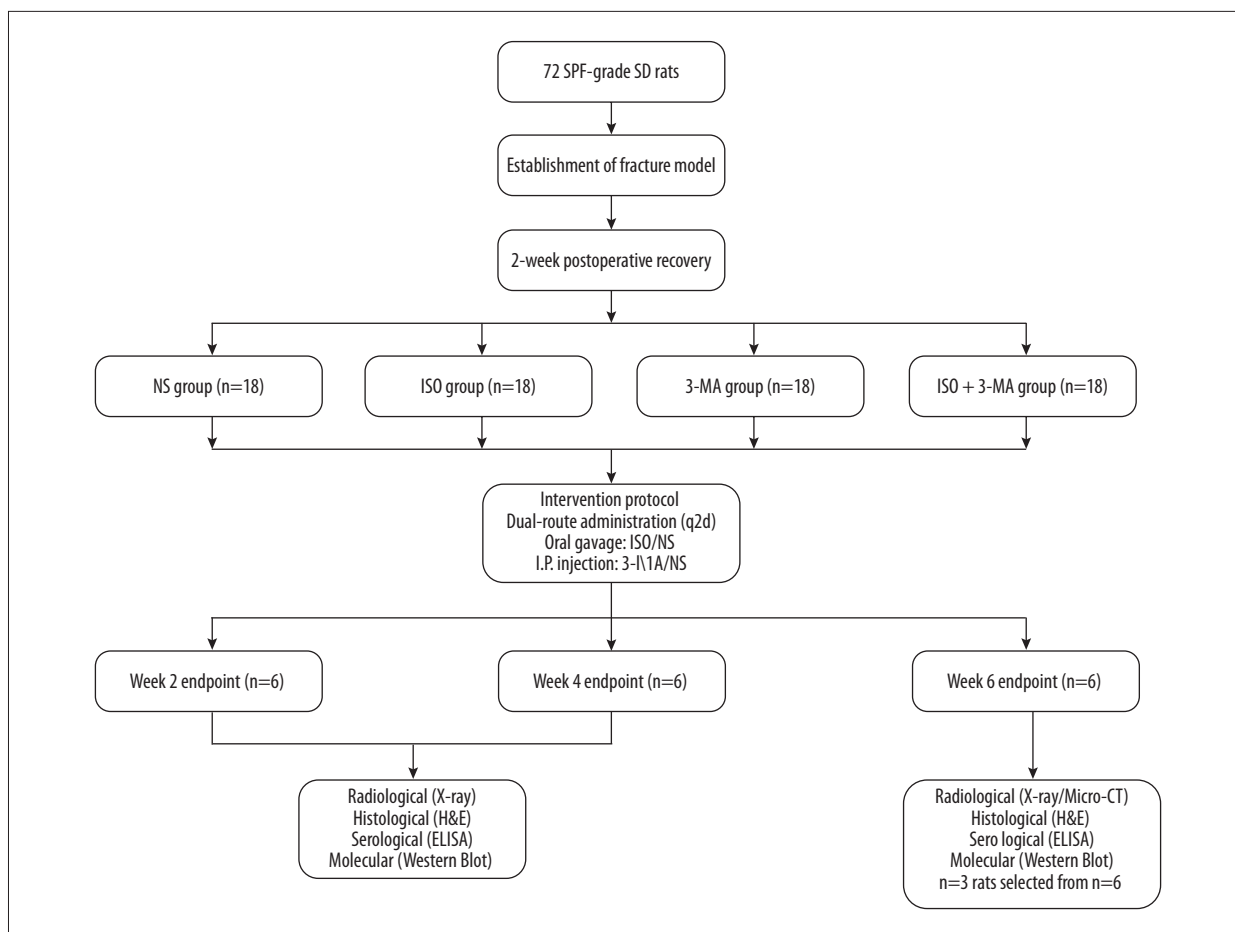 72 SPF-grade SD rats
Establishment of fracture model
2-week postoperative recovery
NS group (n=18)
ISO group (n=18)
3-MA group (n=18)
ISO + 3-MA group (n=18)
Intervention protocol
Dual-route administration (q2d)
Oral gavage: ISO/NS
I.P. injection: 3-l\1A/NS
Week 2 endpoint (n=6)
Week 4 endpoint (n=6)
Week 6 endpoint (n=6)
Radiological (X-ray)
Histological (H&E)
Serological (ELISA)
Molecular (Western Blot)
Radiological (X-ray/Micro-CT)
Histological (H&E)
Sero logical (ELISA)
Molecular (Western Blot)
n=3 rats selected from n=6